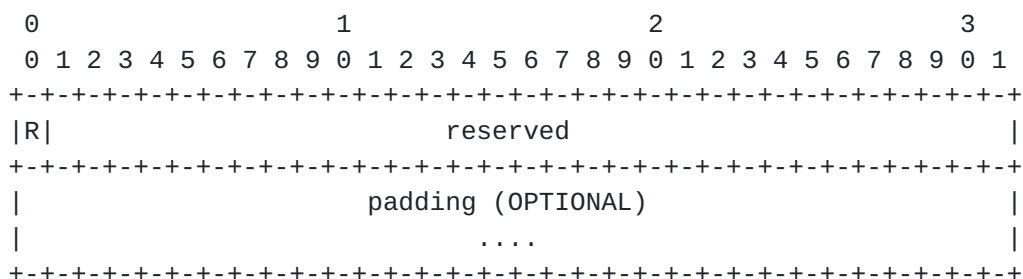 0                   1                   2                   3
 0 1 2 3 4 5 6 7 8 9 0 1 2 3 4 5 6 7 8 9 0 1 2 3 4 5 6 7 8 9 0 1
+-+-+-+-+-+-+-+-+-+-+-+-+-+-+-+-+-+-+-+-+-+-+-+-+-+-+-+-+-+-+-+-+
|R|                         reserved                            |
+-+-+-+-+-+-+-+-+-+-+-+-+-+-+-+-+-+-+-+-+-+-+-+-+-+-+-+-+-+-+-+-+
|                      padding (OPTIONAL)                       |
|                             ....                              |
+-+-+-+-+-+-+-+-+-+-+-+-+-+-+-+-+-+-+-+-+-+-+-+-+-+-+-+-+-+-+-+-+